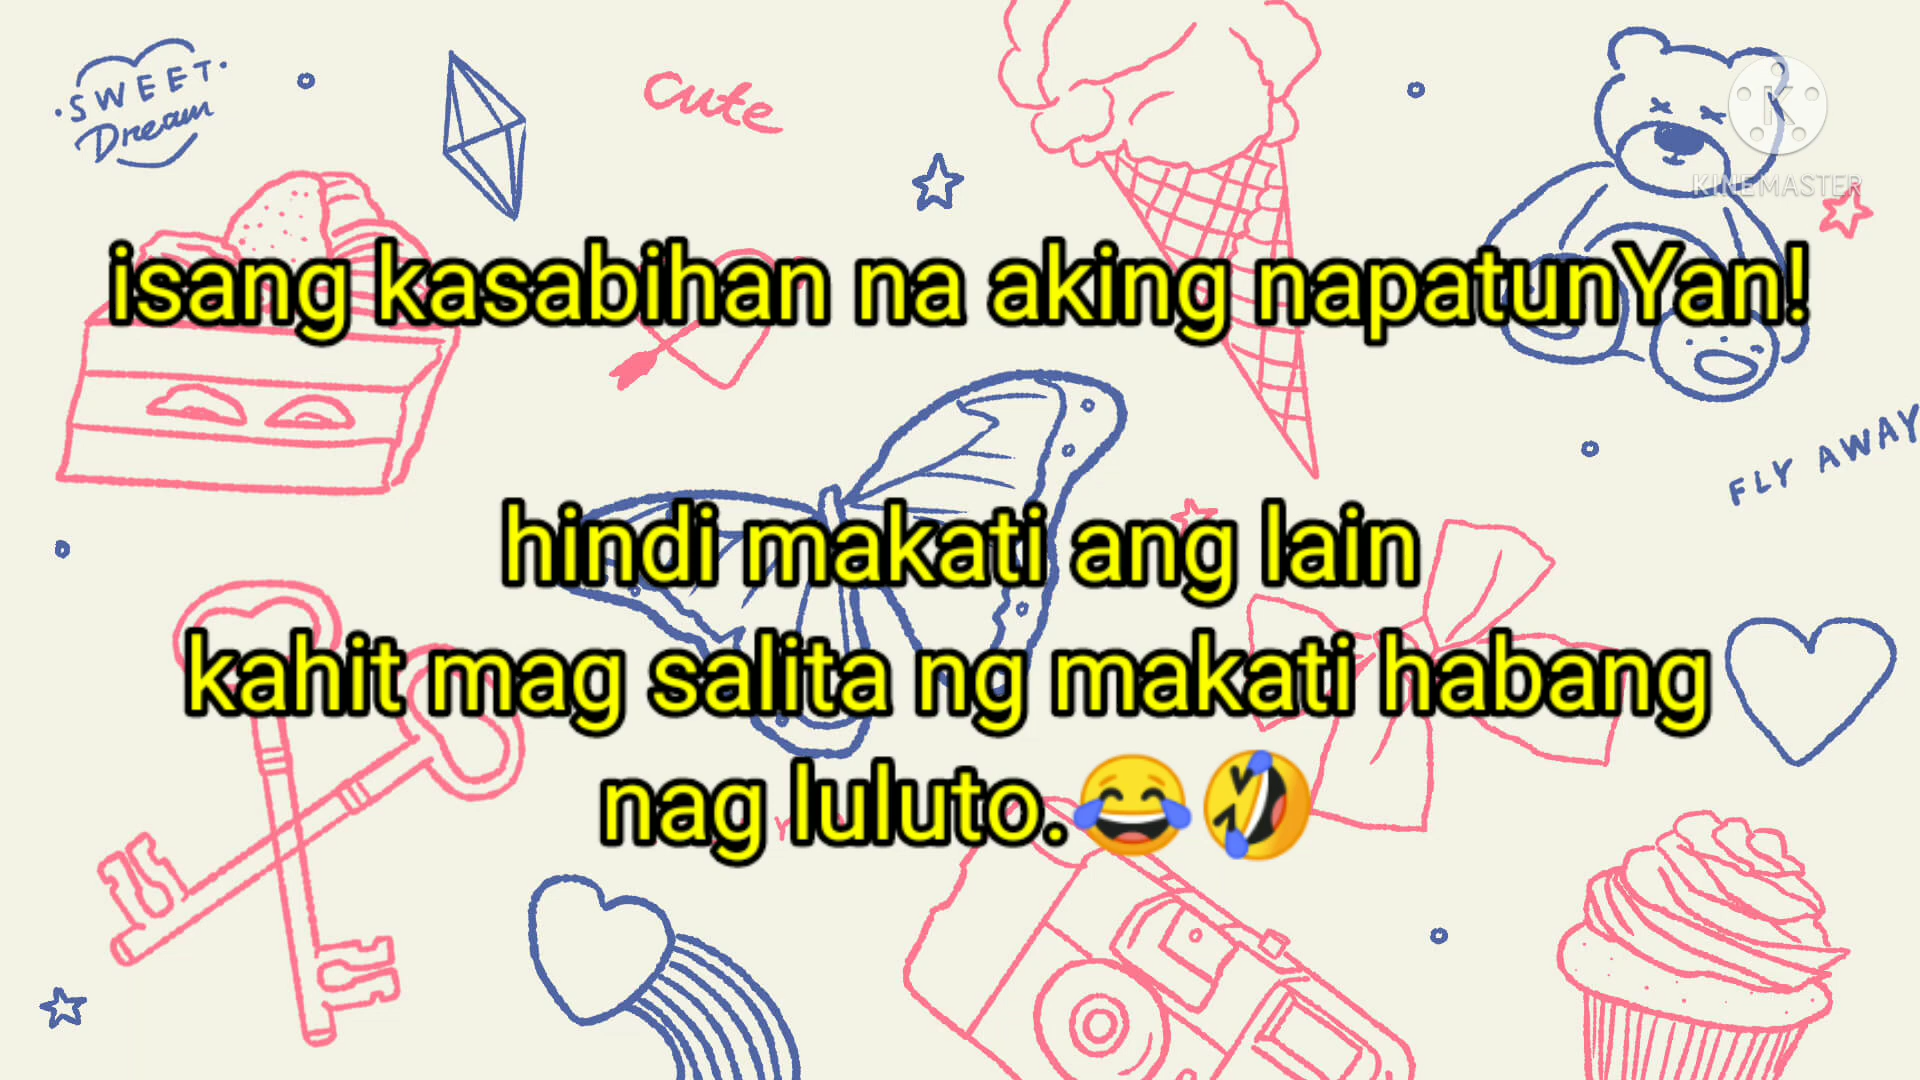 SWEET
Dream
cute
KINEMASTER
isang kasabihan na aking napatunYan!
FLY AWAY
hindi makati ang lain
kahit mag salita ng makati habang
nag luluto.😂🤣